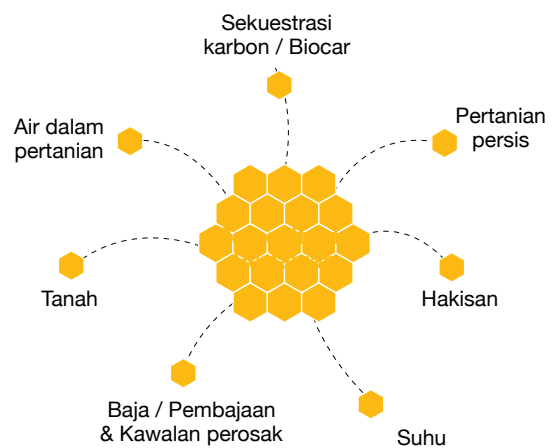 Sekuestrasi
karbon / Biocar
Pertanian
persis
Air dalam
pertanian
Tanah
Hakisan
Baja / Pembajaan
& Kawalan perosak
Suhu